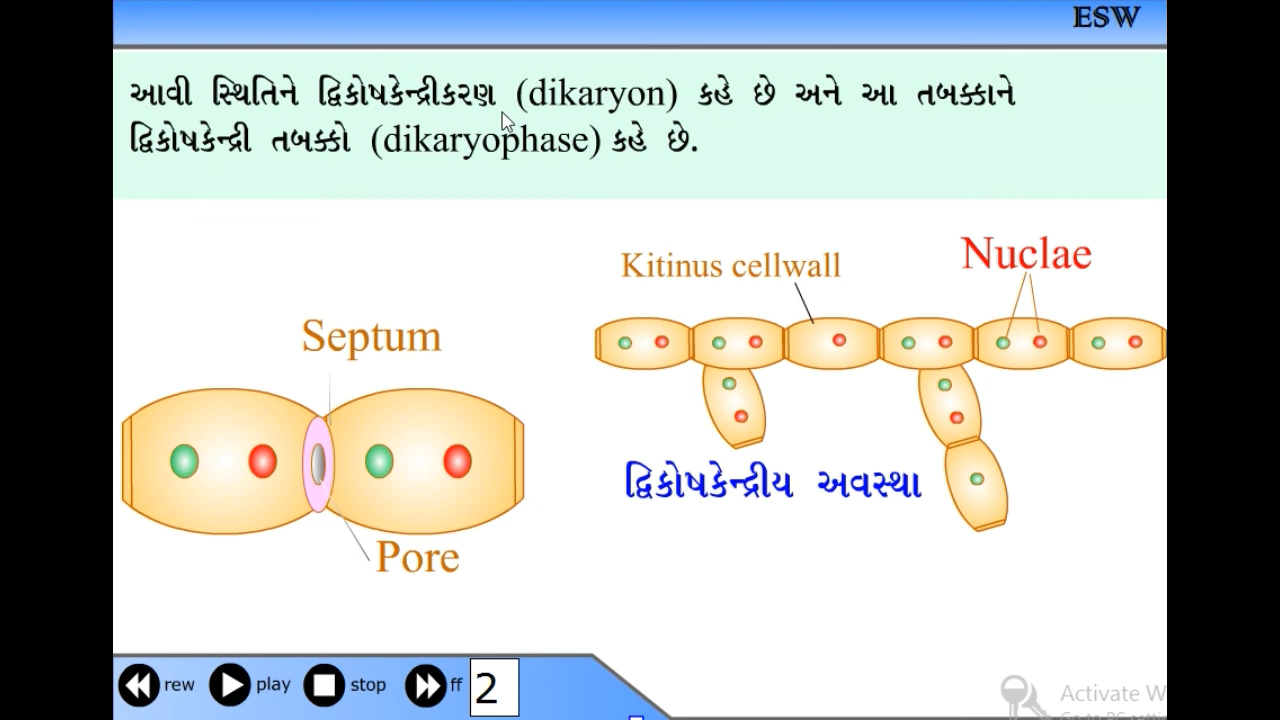 ESW
આવી સ્થિતિને દ્વિકોષકેન્દ્રીકરણ (dikaryon) કહે છે અને આ તબક્કાને
દ્વિકોષકેન્દ્રી તબક્કો (dikaryophase) કહે છે.
Kitinus cellwall
Nuclae
Septum
દ્વિકોષકેન્દ્રીય અવસ્થા
Pore
rew play stop ff 2
Activate W